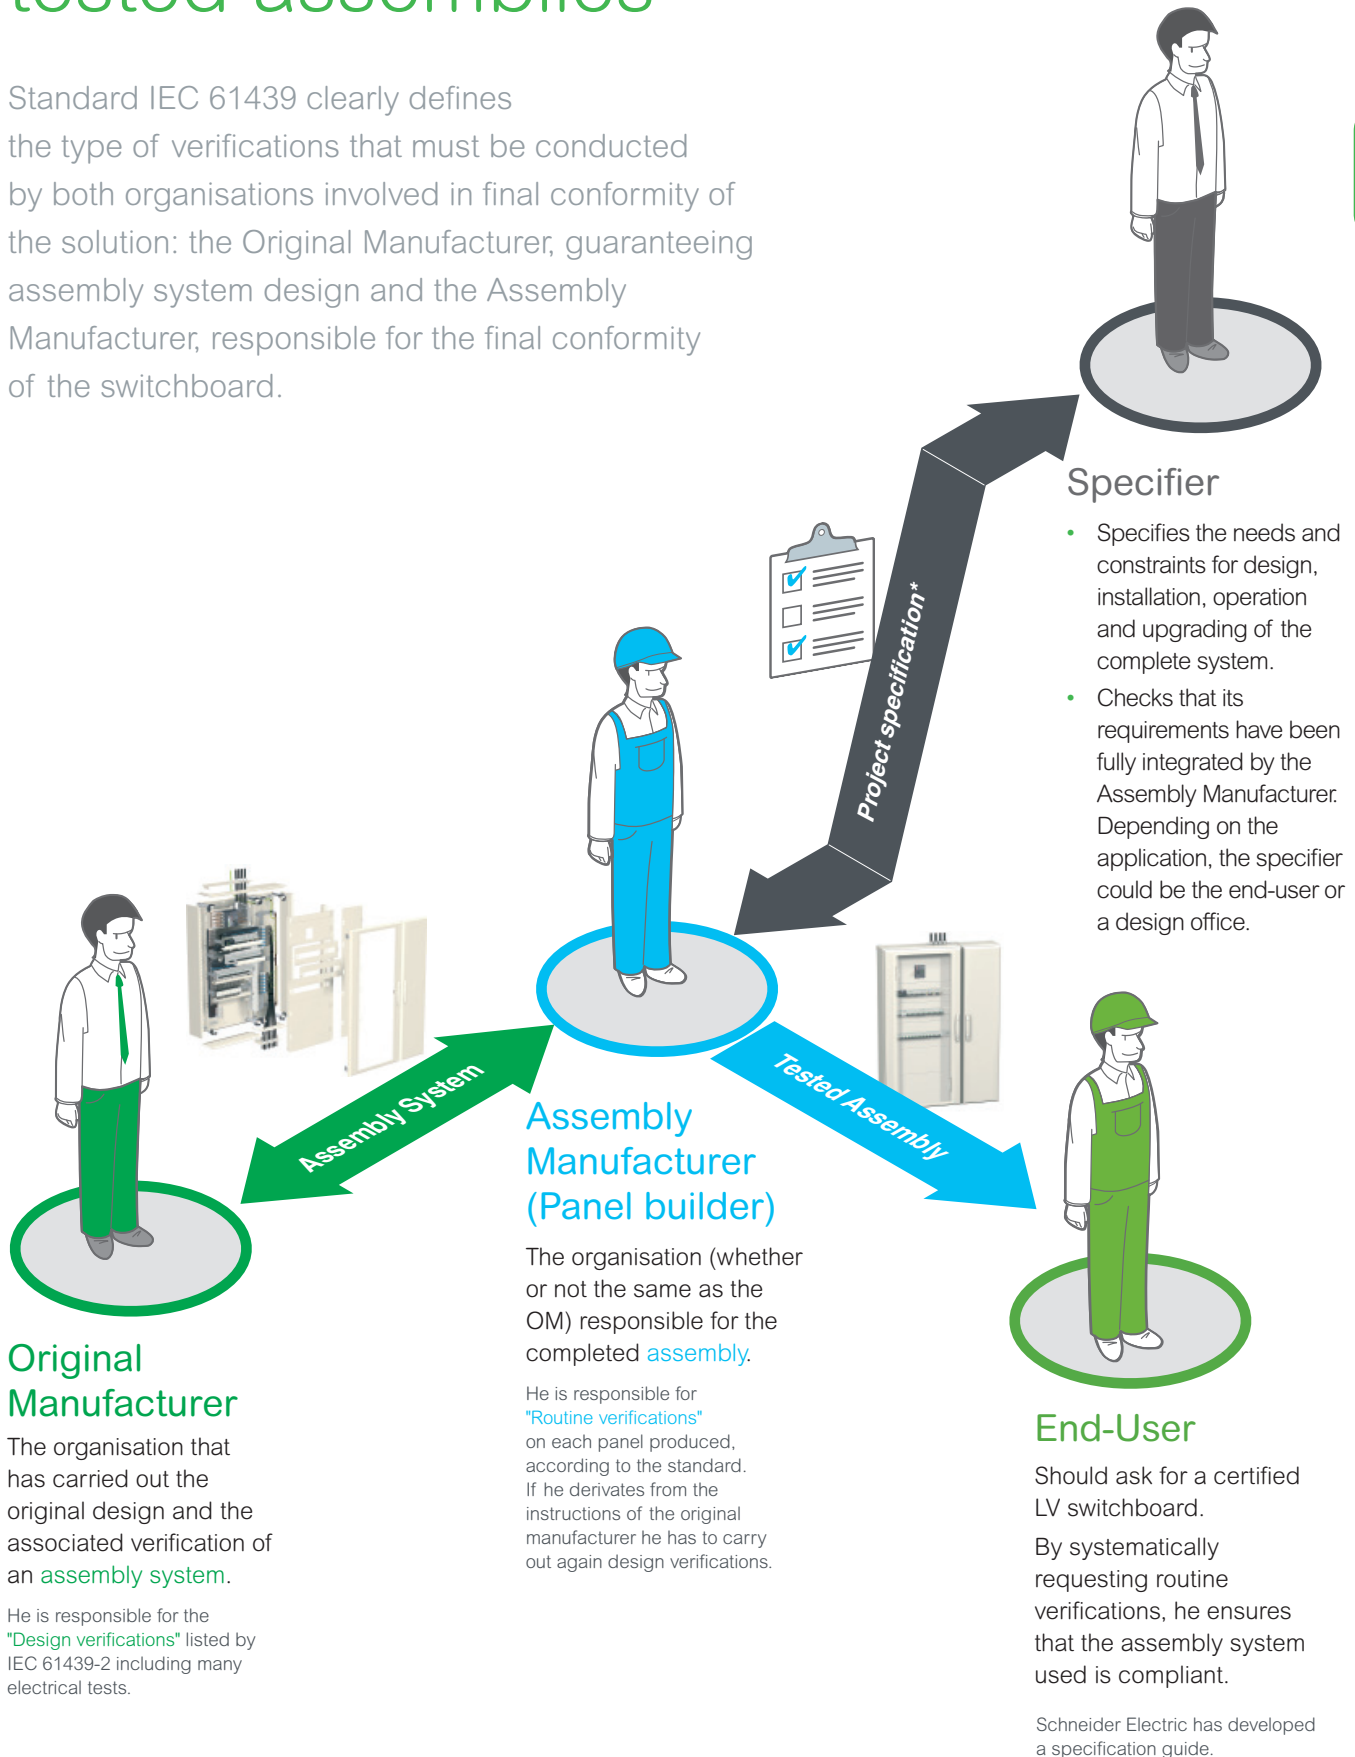 tested assemblies
Standard IEC 61439 clearly defines
the type of verifications that must be conducted
by both organisations involved in final conformity of
the solution: the Original Manufacturer, guaranteeing
assembly system design and the Assembly
Manufacturer, responsible for the final conformity
of the switchboard.
Specifier
• Specifies the needs and
constraints for design,
installation, operation
and upgrading of the
complete system.
• Checks that its
requirements have been
fully integrated by the
Assembly Manufacturer.
Depending on the
application, the specifier
could be the end-user or
a design office.
Project specification*
Assembly System
Tested Assembly
Assembly
Manufacturer
(Panel builder)
The organisation (whether
or not the same as the
OM) responsible for the
completed assembly.
He is responsible for
"Routine verifications"
on each panel produced,
according to the standard.
If he derivates from the
instructions of the original
manufacturer he has to carry
out again design verifications.
Original
Manufacturer
The organisation that
has carried out the
original design and the
associated verification of
an assembly system.
He is responsible for the
"Design verifications" listed by
IEC 61439-2 including many
electrical tests.
End-User
Should ask for a certified
LV switchboard.
By systematically
requesting routine
verifications, he ensures
that the assembly system
used is compliant.
Schneider Electric has developed
a specification guide.